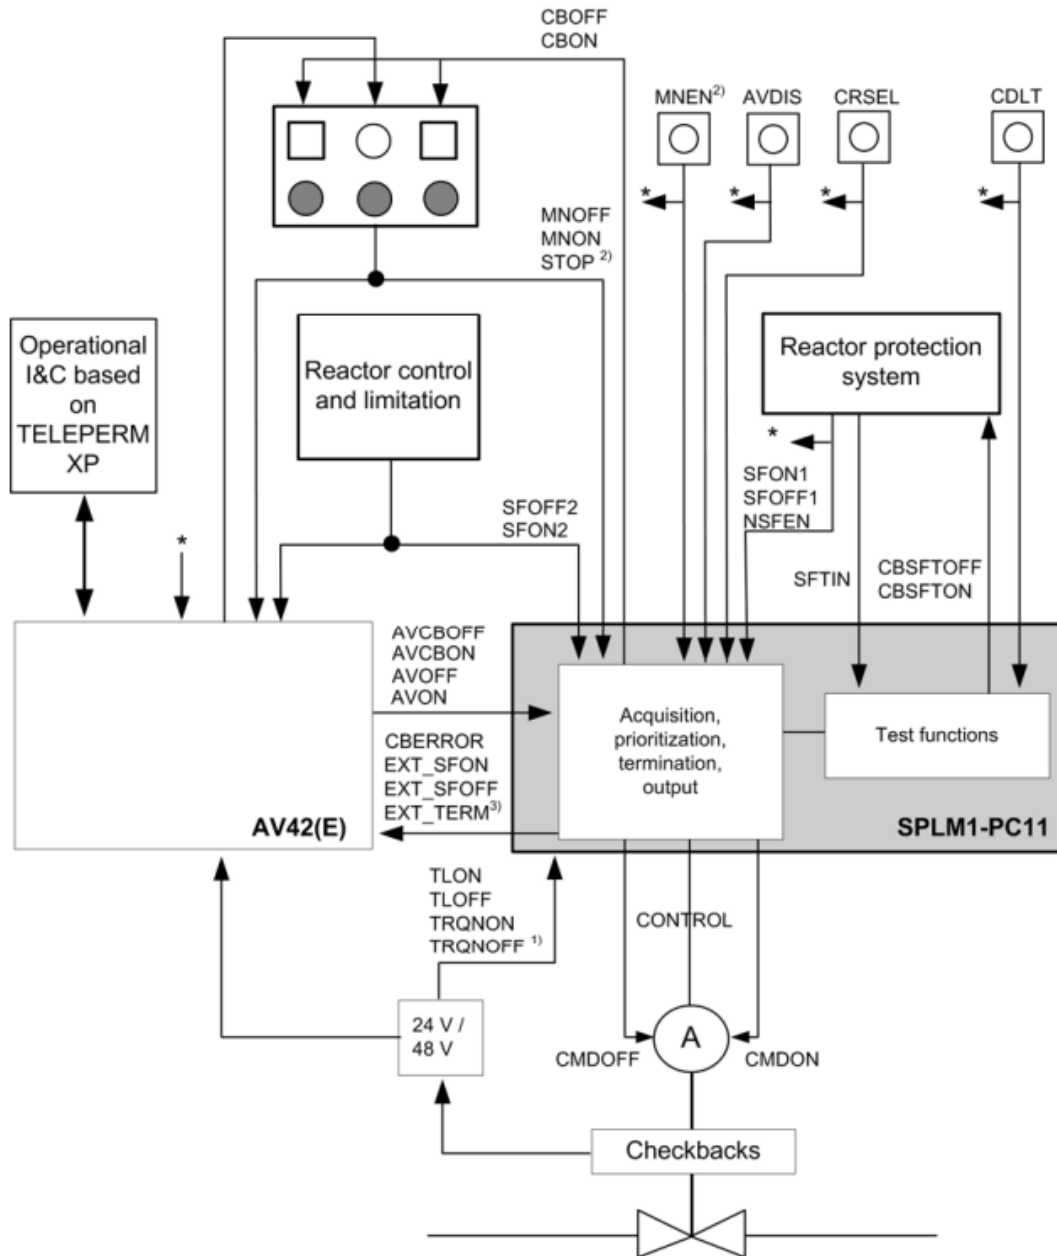 CBOFF
CBON
MNEN2)
AVDIS
CRSEL
CDLT
*
*
*
*
MNOFF
MNON
STOP 2)
Operational
I&C based
on
TELEPERM
XP
Reactor control
and limitation
Reactor protection
system
*
SFON1
SFOFF1
NSFEN
SFOFF2
SFON2
*
SFTIN
CBSFTOFF
CBSFTON
AVCBOFF
AVCBON
AVOFF
AVON
CBERROR
EXT_SFON
EXT_SFOFF
EXT_TERM3)
Acquisition,
prioritization,
termination,
output
Test functions
AV42(E)
SPLM1-PC11
TLON
TLOFF
TRQNON
TRQNOFF 1)
CONTROL
24 V /
48 V
A
CMDOFF
CMDON
Checkbacks